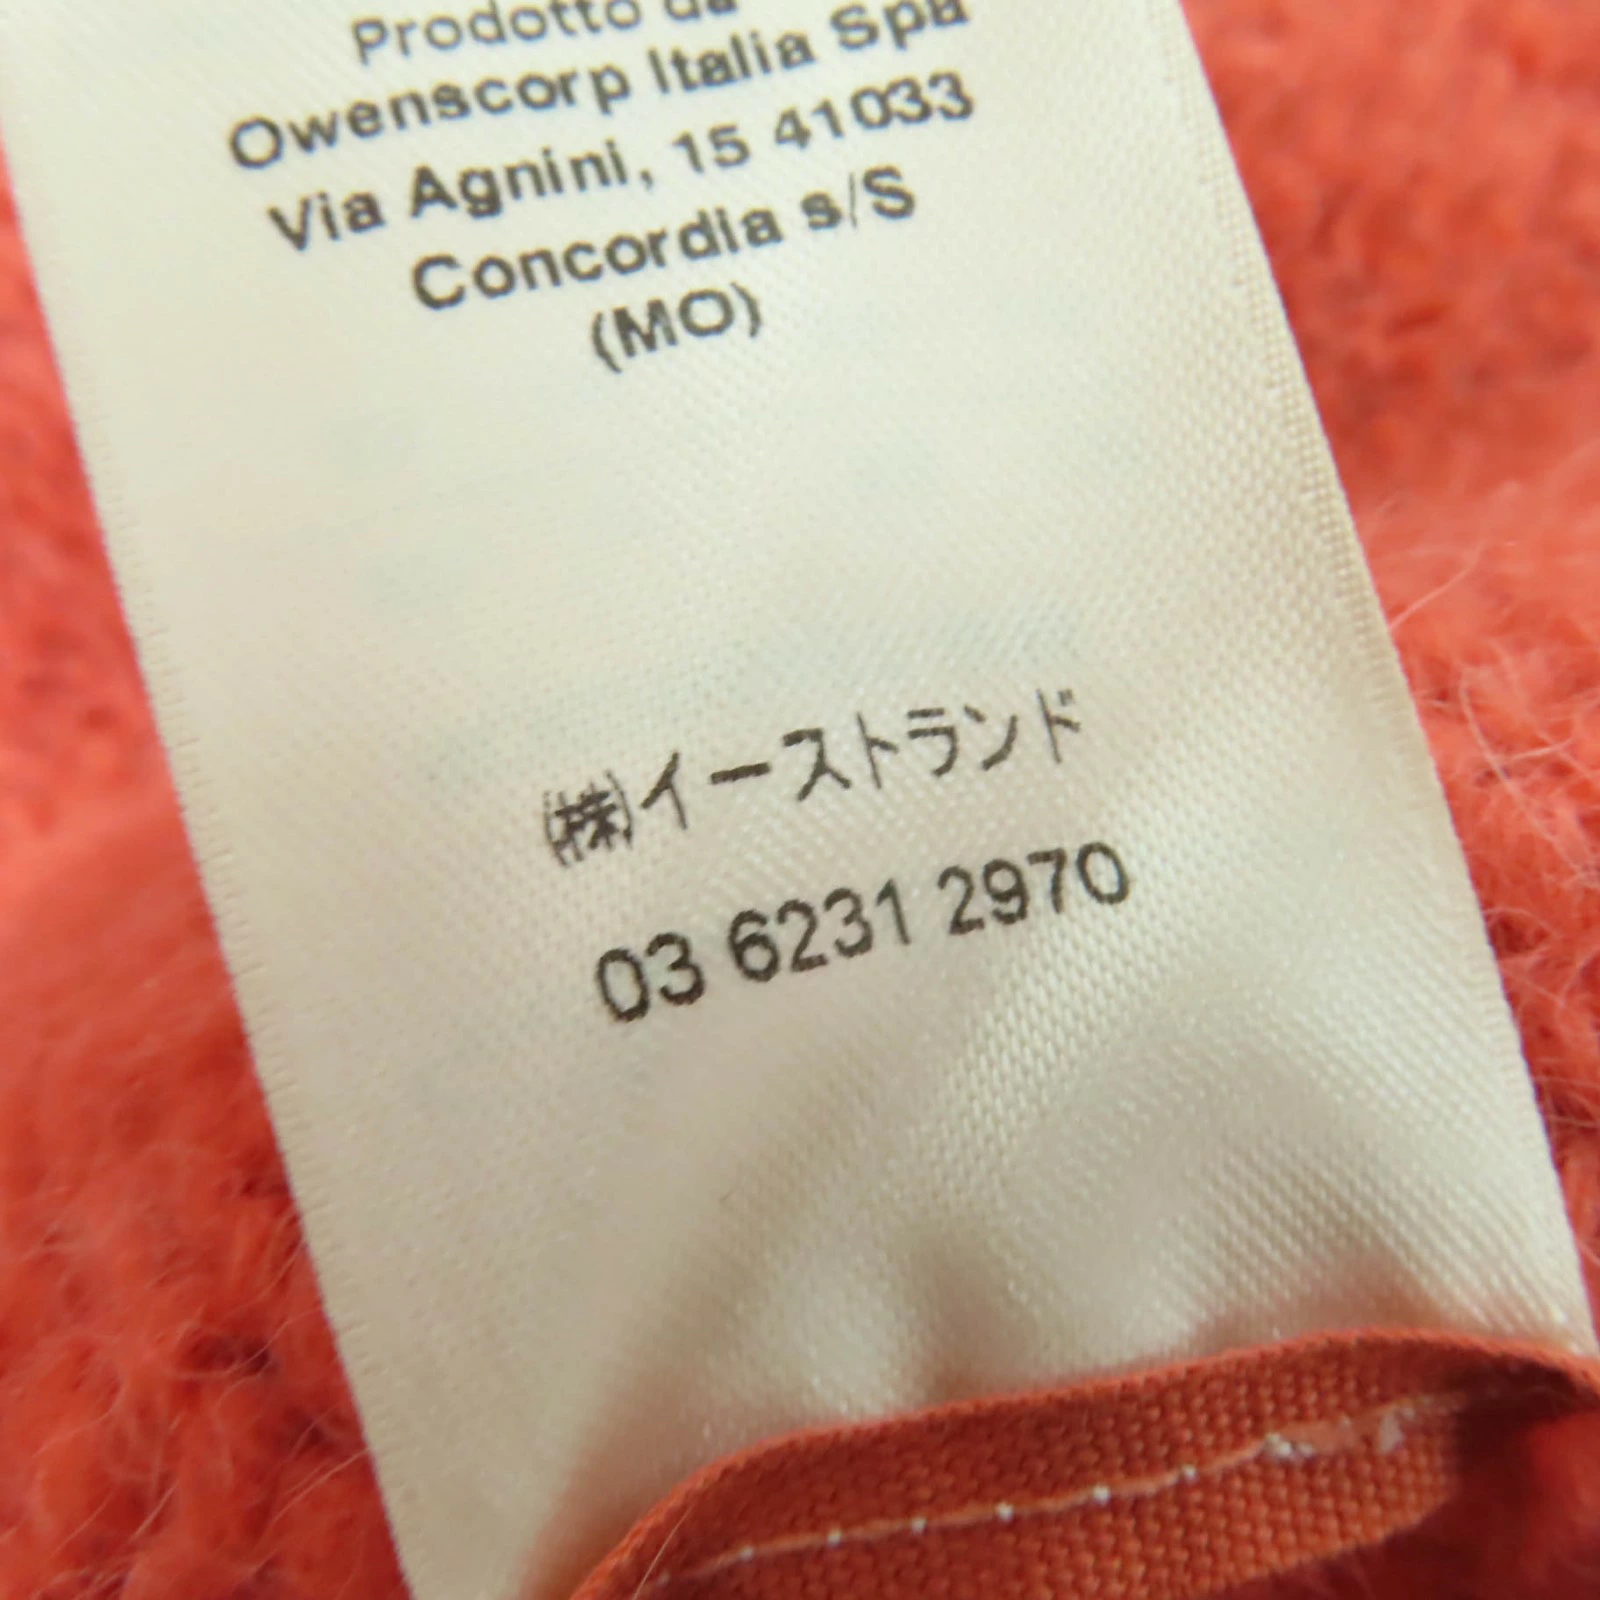 Prodotto da
Owenscorp Italia Spa
Via Agnini, 15 41033
Concordia s/S
(MO)
㈱イーストランド
03 6231 2970